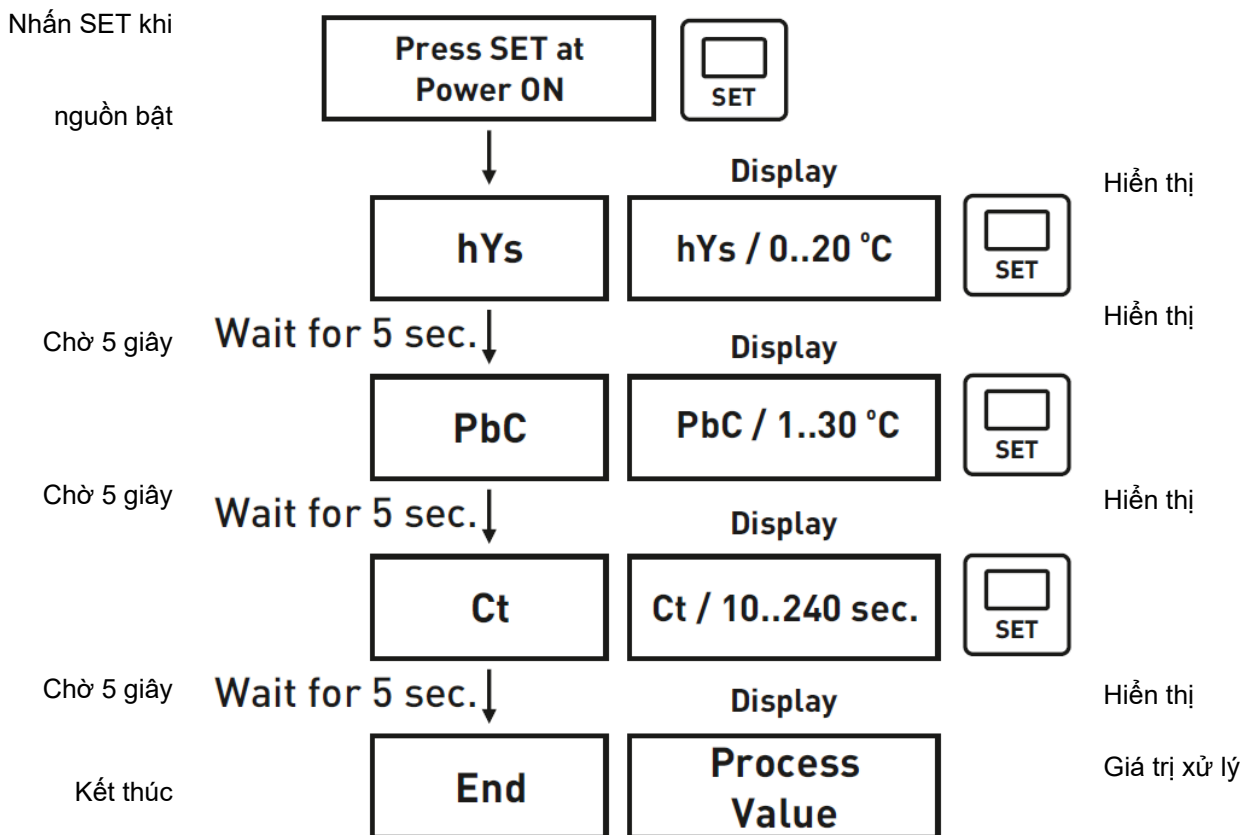 Nhấn SET khi
nguồn bật
Press SET at
Power ON
SET
Display
Hiển thị
hYs
hYs / 0..20 °C
SET
Hiển thị
Chờ 5 giây
Wait for 5 sec.
Display
PbC
PbC / 1..30 °C
SET
Chờ 5 giây
Wait for 5 sec.
Display
Hiển thị
Ct
Ct / 10..240 sec.
SET
Chờ 5 giây
Wait for 5 sec.
Display
Hiển thị
Kết thúc
End
Process
Value
Giá trị xử lý